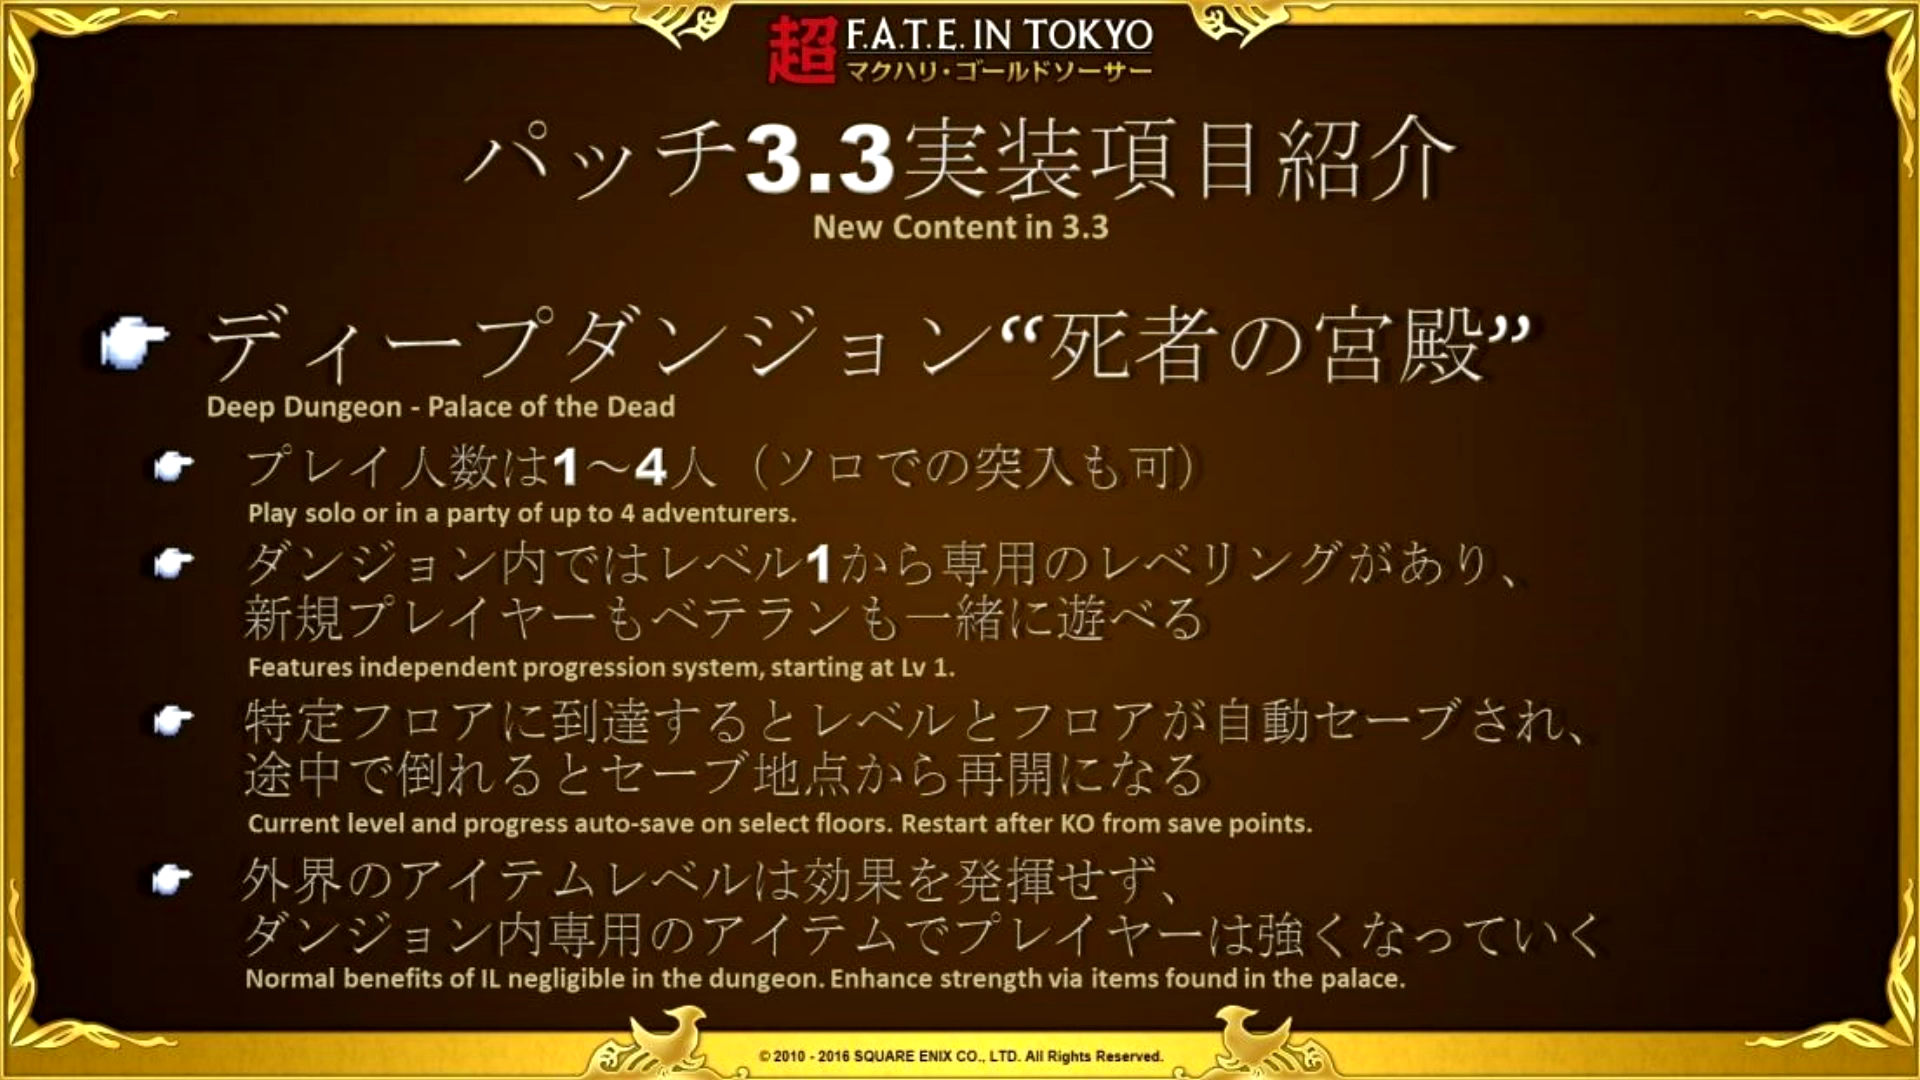 超 F.A.T.E. IN TOKYO
マクハリ・ゴールドソーサー
パッチ3.3実装項目紹介
New Content in 3.3
ディープダンジョン“死者の宮殿”
Deep Dungeon - Palace of the Dead
プレイ人数は1～4人（ソロでの突入も可）
Play solo or in a party of up to 4 adventurers.
ダンジョン内ではレベル1から専用のレベリングがあり、
新規プレイヤーもベテランも一緒に遊べる
Features independent progression system, starting at Lv 1.
特定フロアに到達するとレベルとフロアが自動セーブされ、
途中で倒れるとセーブ地点から再開になる
Current level and progress auto-save on select floors. Restart after KO from save points.
外界のアイテムレベルは効果を発揮せず、
ダンジョン内専用のアイテムでプレイヤーは強くなっていく
Normal benefits of IL negligible in the dungeon. Enhance strength via items found in the palace.
© 2010 - 2016 SQUARE ENIX CO., LTD. All Rights Reserved.